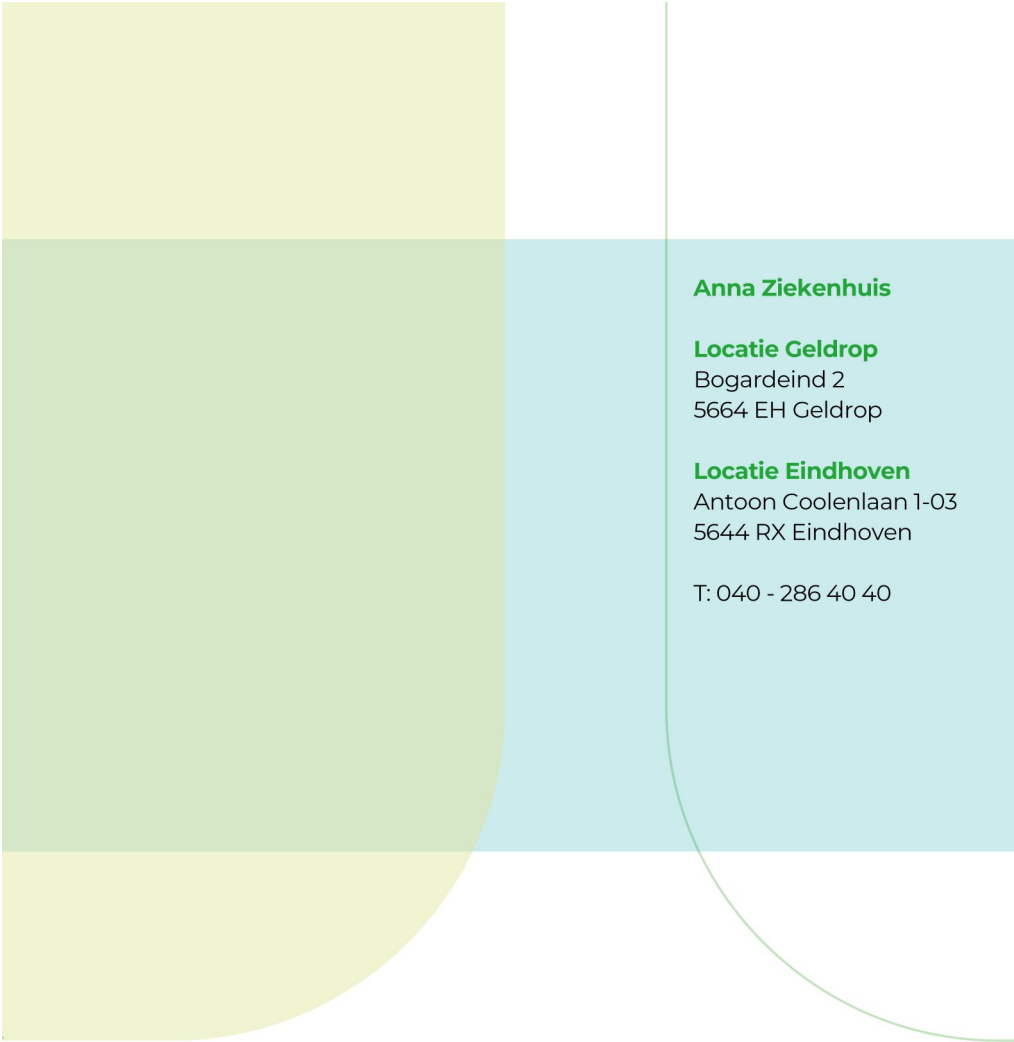 Anna Ziekenhuis
Locatie Geldrop
Bogardeind 2
5664 EH Geldrop
Locatie Eindhoven
Antoon Coolenlaan 1-03
5644 RX Eindhoven
T: 040 - 286 40 40